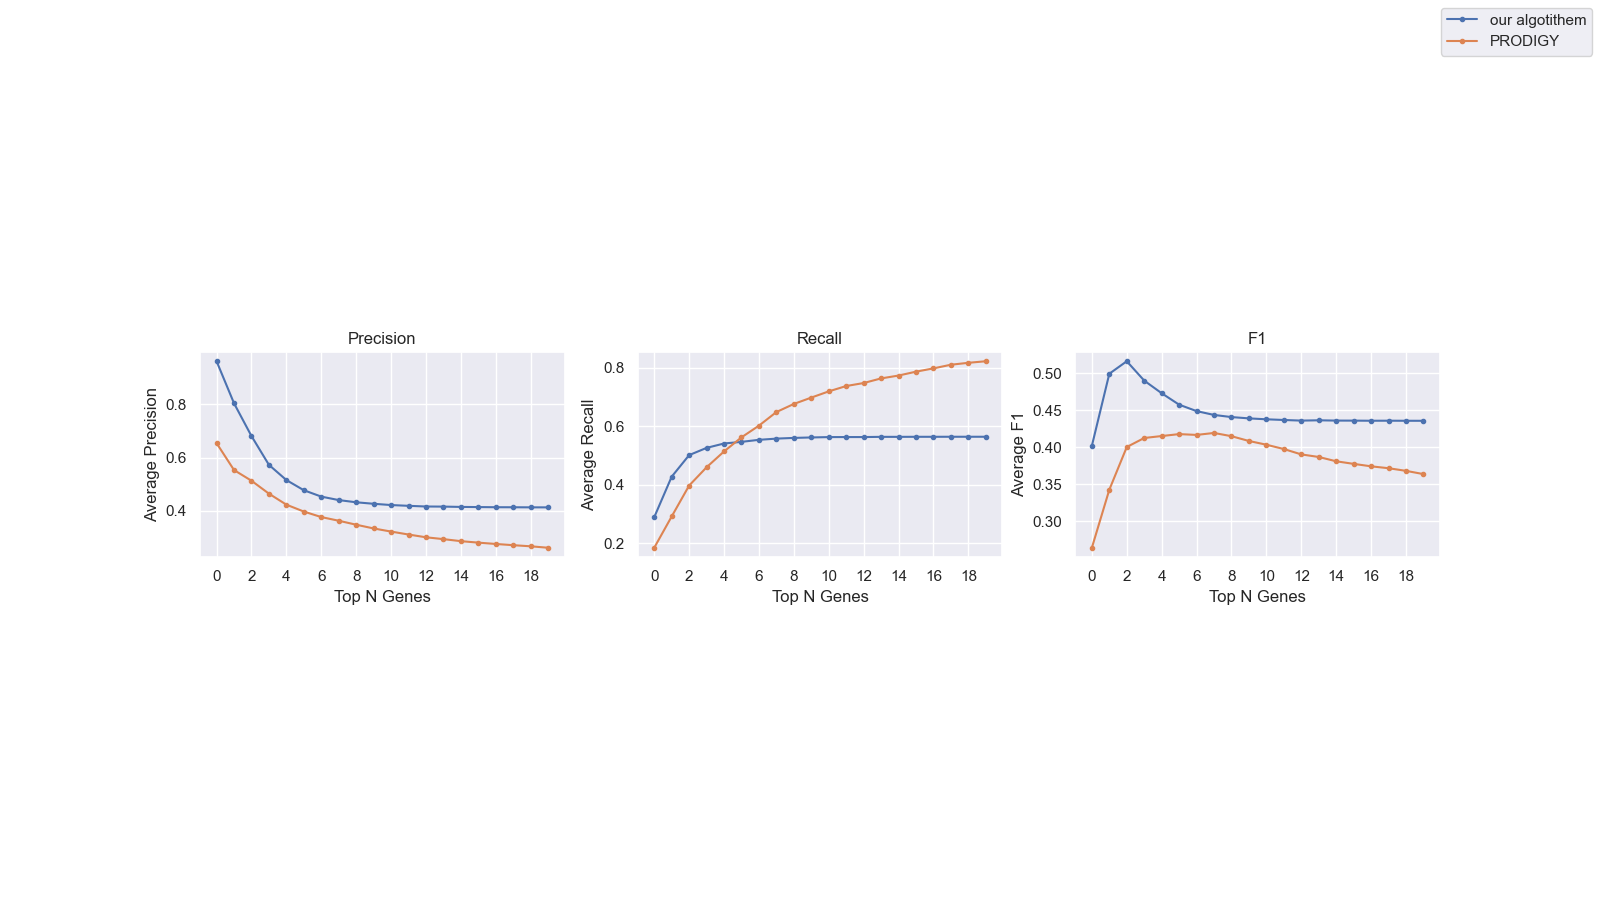 our algotithem
PRODIGY
Precision
Average Precision
0.8
0.6
0.4
0 2 4 6 8 10 12 14 16 18
Top N Genes
Recall
Average Recall
0.8
0.6
0.4
0.2
0 2 4 6 8 10 12 14 16 18
Top N Genes
F1
Average F1
0.50
0.45
0.40
0.35
0.30
0 2 4 6 8 10 12 14 16 18
Top N Genes